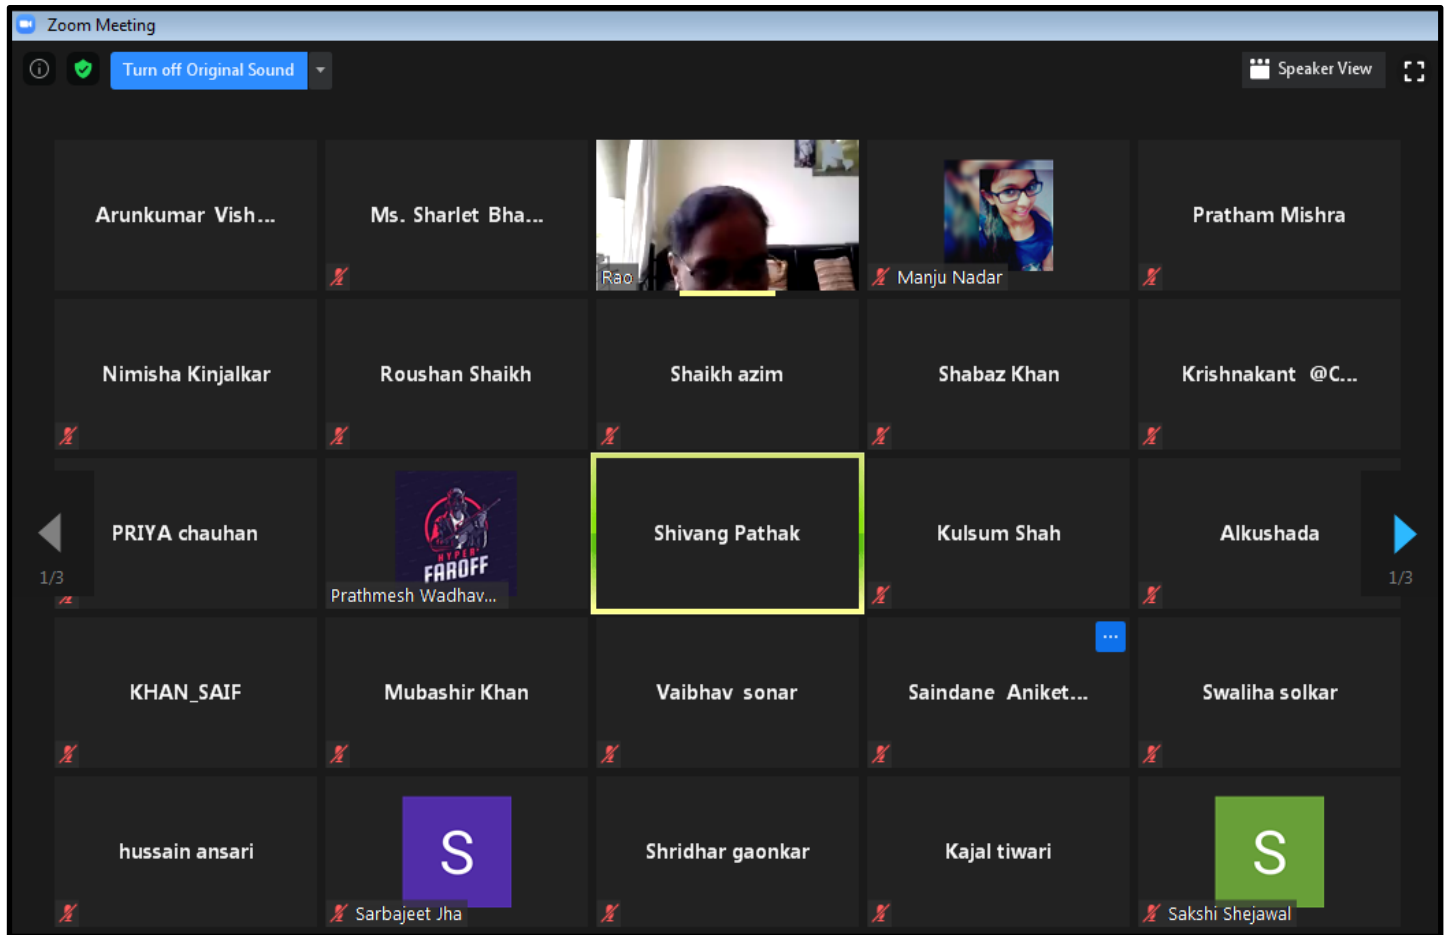 Zoom Meeting
Turn off Original Sound
Speaker View
Arunkumar Vish...
Ms. Sharlet Bha...
Rao
Manju Nadar
Pratham Mishra
Nimisha Kinjalkar
Roushan Shaikh
Shaikh azim
Shabaz Khan
Krishnakant @C...
PRIYA chauhan
HYPER
FAROFF
Prathmesh Wadhav...
Shivang Pathak
Kulsum Shah
Alkushada
1/3
1/3
KHAN_SAIF
Mubashir Khan
Vaibhav sonar
Saindane Aniket...
Swaliha solkar
hussain ansari
S
Sarbajeet Jha
Shridhar gaonkar
Kajal tiwari
S
Sakshi Shejawal